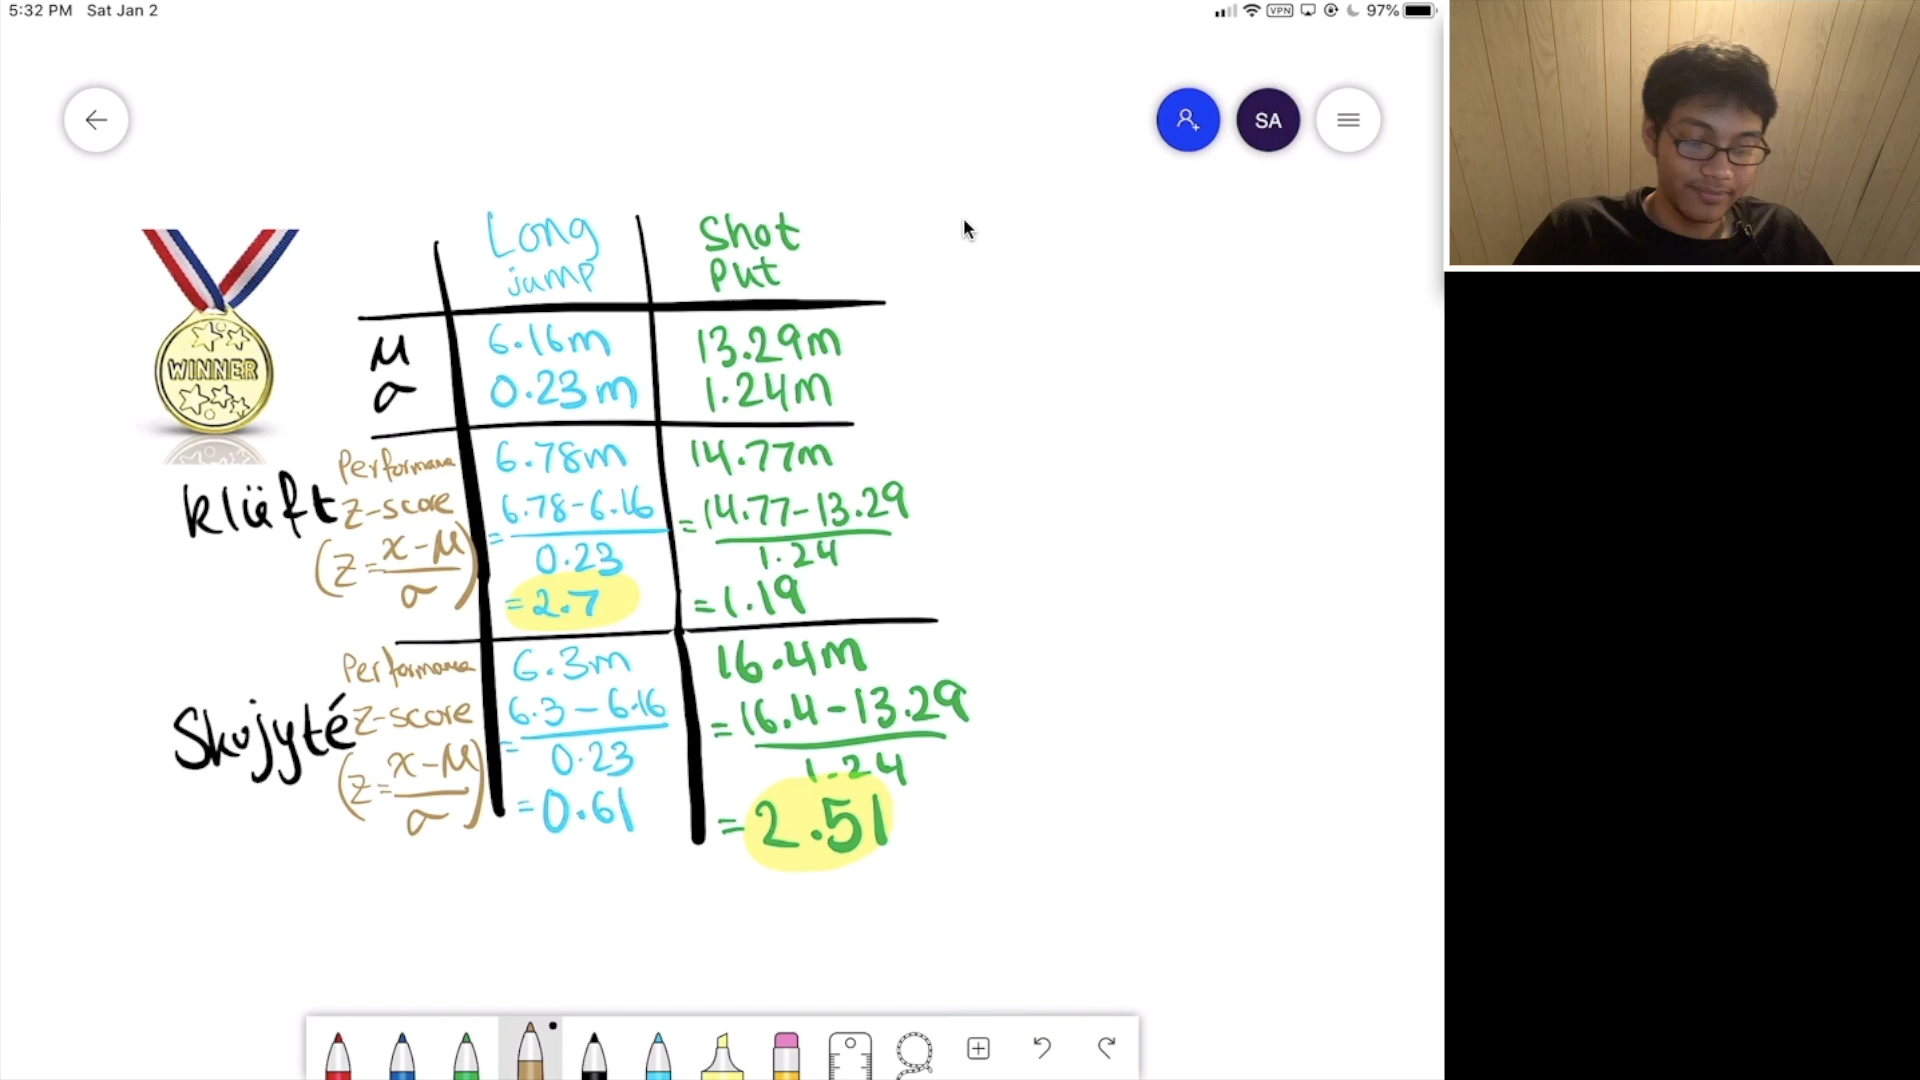 5:32 PM Sat Jan 2
VPN 97%
SA
Long jump
Shot Put
WINNER
μ 6.16m 13.29m
σ 0.23m 1.24m
Performance 6.78m 14.77m
klüft z-score 6.78-6.16 = 14.77-13.29
(z = x-μ = 0.23 1.24
σ) = 2.7 = 1.19
Performance 6.3m 16.4m
Skujyté z-score 6.3-6.16 = 16.4-13.29
(z = x-μ = 0.23 1.24
σ) = 0.61 = 2.51